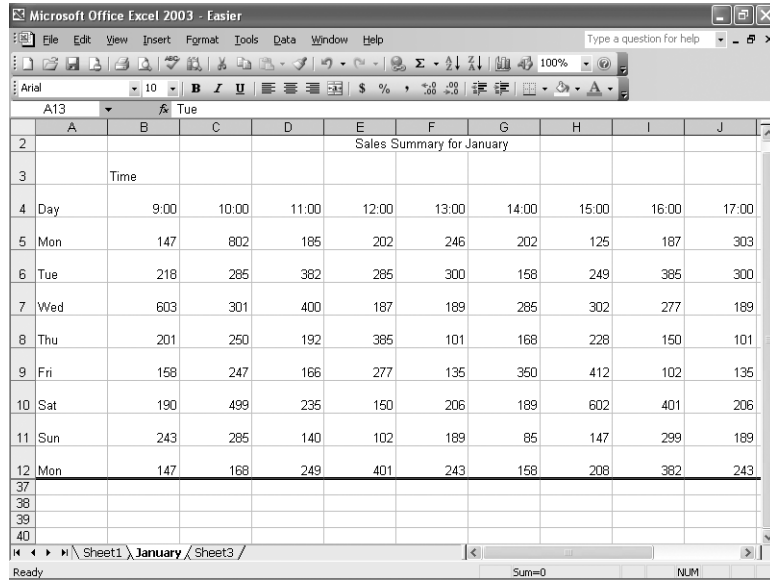 Microsoft Office Excel 2003 - Easier
File Edit View Insert Format Tools Data Window Help Type a question for help
100%
Arial 10 B I U $ % ,
A13 fx Tue
A B C D E F G H I J
2 Sales Summary for January
3 Time
4 Day 9:00 10:00 11:00 12:00 13:00 14:00 15:00 16:00 17:00
5 Mon 147 802 185 202 246 202 125 187 303
6 Tue 218 285 382 285 300 158 249 385 300
7 Wed 603 301 400 187 189 285 302 277 189
8 Thu 201 250 192 385 101 168 228 150 101
9 Fri 158 247 166 277 135 350 412 102 135
10 Sat 190 499 235 150 206 189 602 401 206
11 Sun 243 285 140 102 189 85 147 299 189
12 Mon 147 168 249 401 243 158 208 382 243
37
38
39
40
Sheet1 January Sheet3
Ready Sum=0 NUM